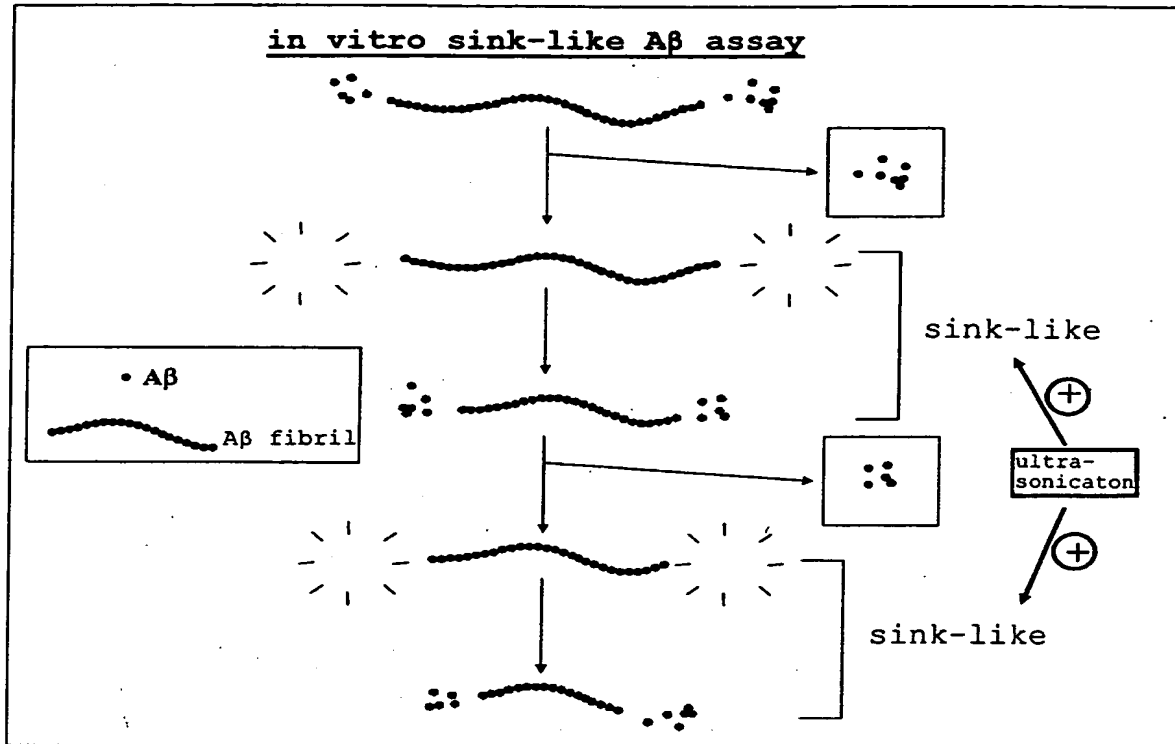 in vitro sink-like Aβ assay
sink-like
Aβ
Aβ fibril
+
ultra-
sonicaton
+
sink-like